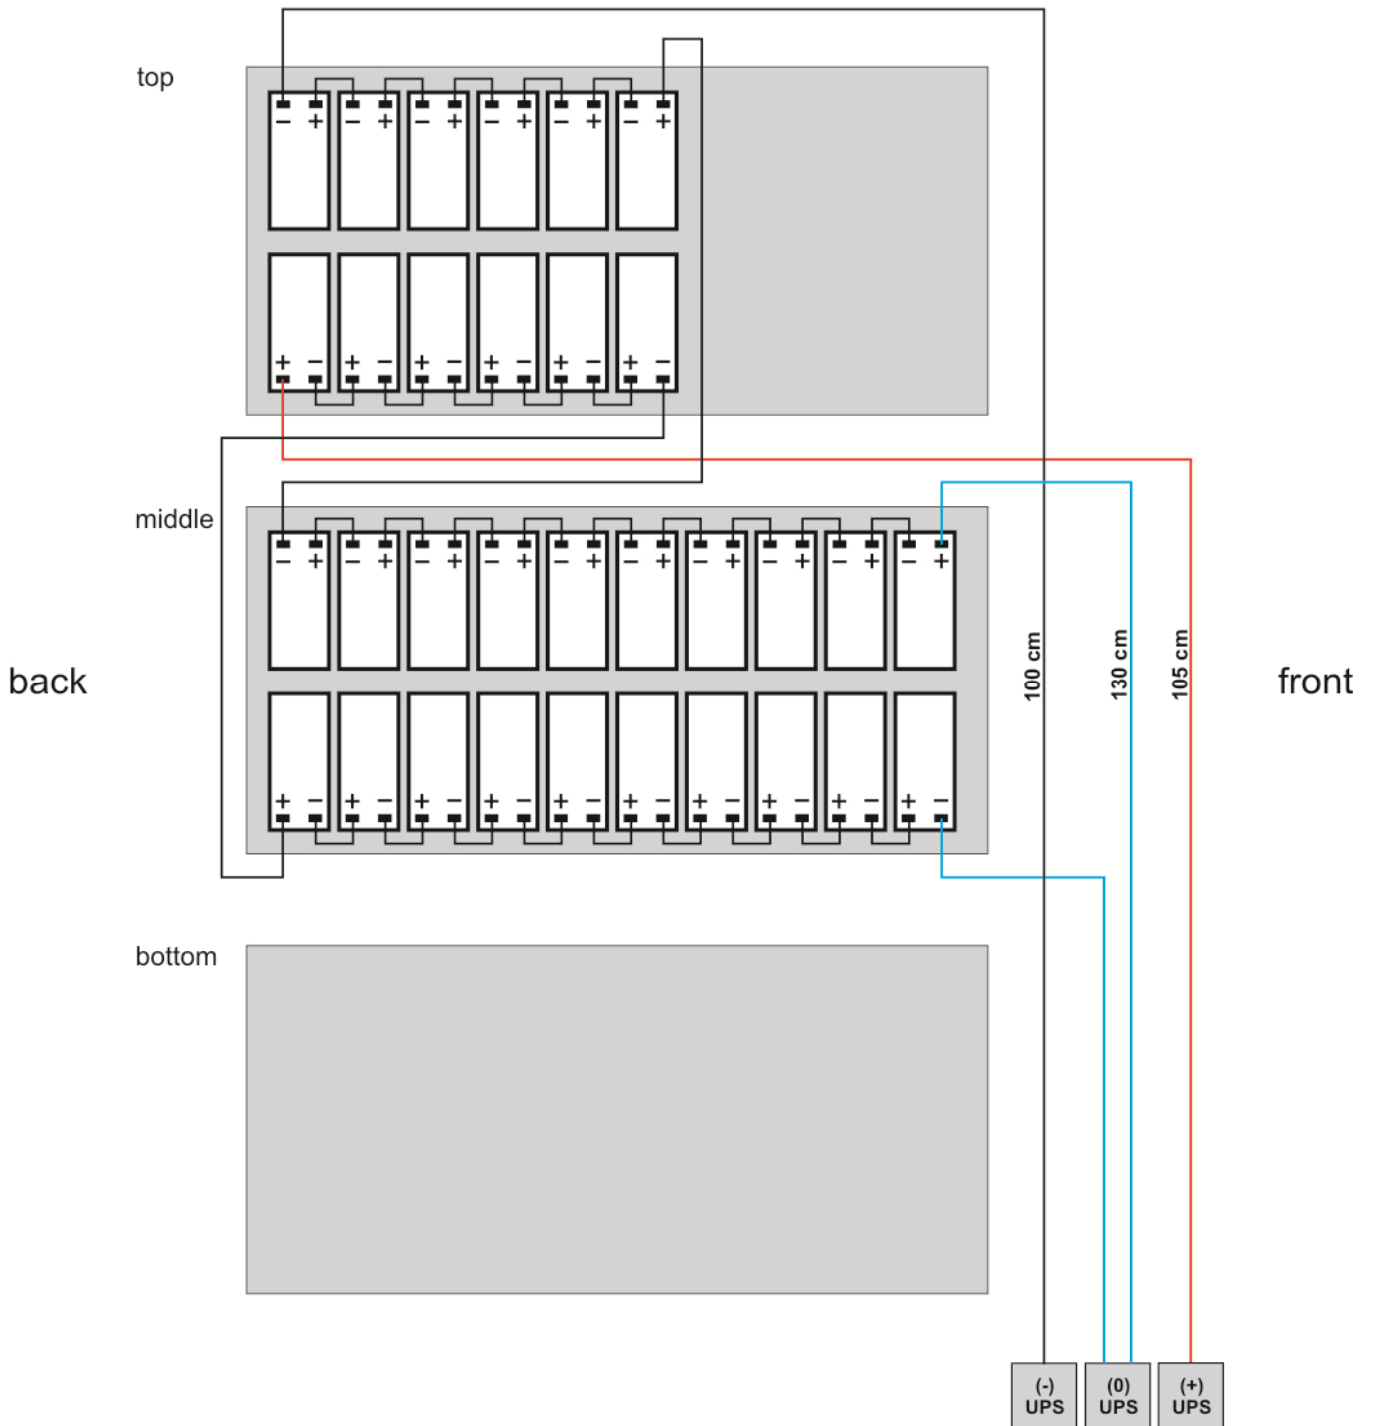 top
− + − + − + − + − + − +
+ − + − + − + − + − + −
middle
− + − + − + − + − + − + − + − + − + − +
back
100 cm
130 cm
105 cm
front
+ − + − + − + − + − + − + − + − + − + −
bottom
(-)
UPS
(0)
UPS
(+)
UPS